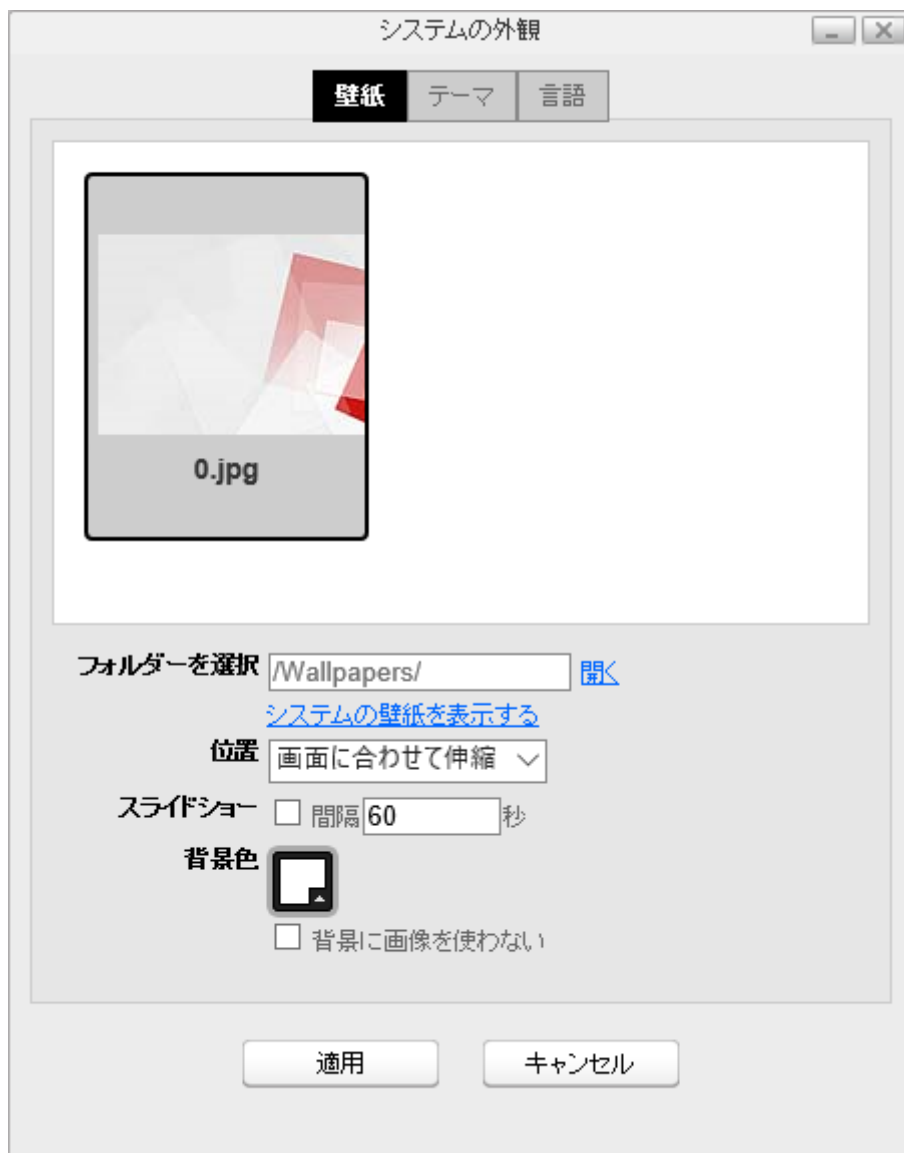 システムの外観
壁紙 テーマ 言語
0.jpg
フォルダーを選択 /Wallpapers/ 開く
システムの壁紙を表示する
位置 画面に合わせて伸縮
スライドショー 間隔 60 秒
背景色
背景に画像を使わない
適用 キャンセル